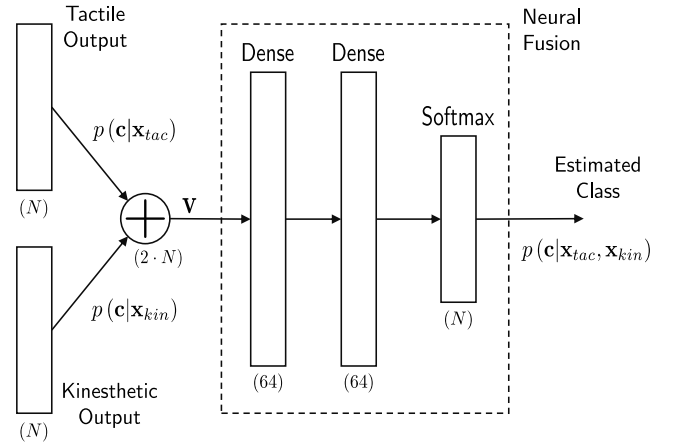 Tactile
Output
Neural
Fusion
Dense
Dense
p(c|x_tac)
Softmax
Estimated
Class
(N)
V
(2 · N)
p(c|x_tac, x_kin)
p(c|x_kin)
(N)
(64)
(64)
Kinesthetic
Output
(N)